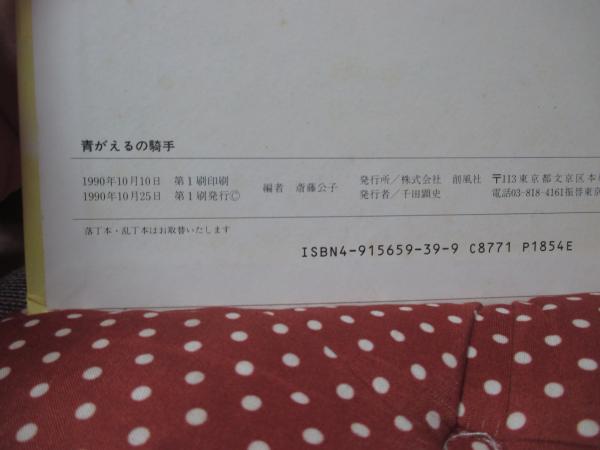 青がえるの騎手
1990年10月10日 第1刷印刷
1990年10月25日 第1刷発行©
編者 斎藤公子
発行所/株式会社 創風社 〒113東京都文京区本
発行者/千田顕史 電話03-818-4161振替東京
落丁本・乱丁本はお取替いたします
ISBN4-915659-39-9 C8771 P1854E